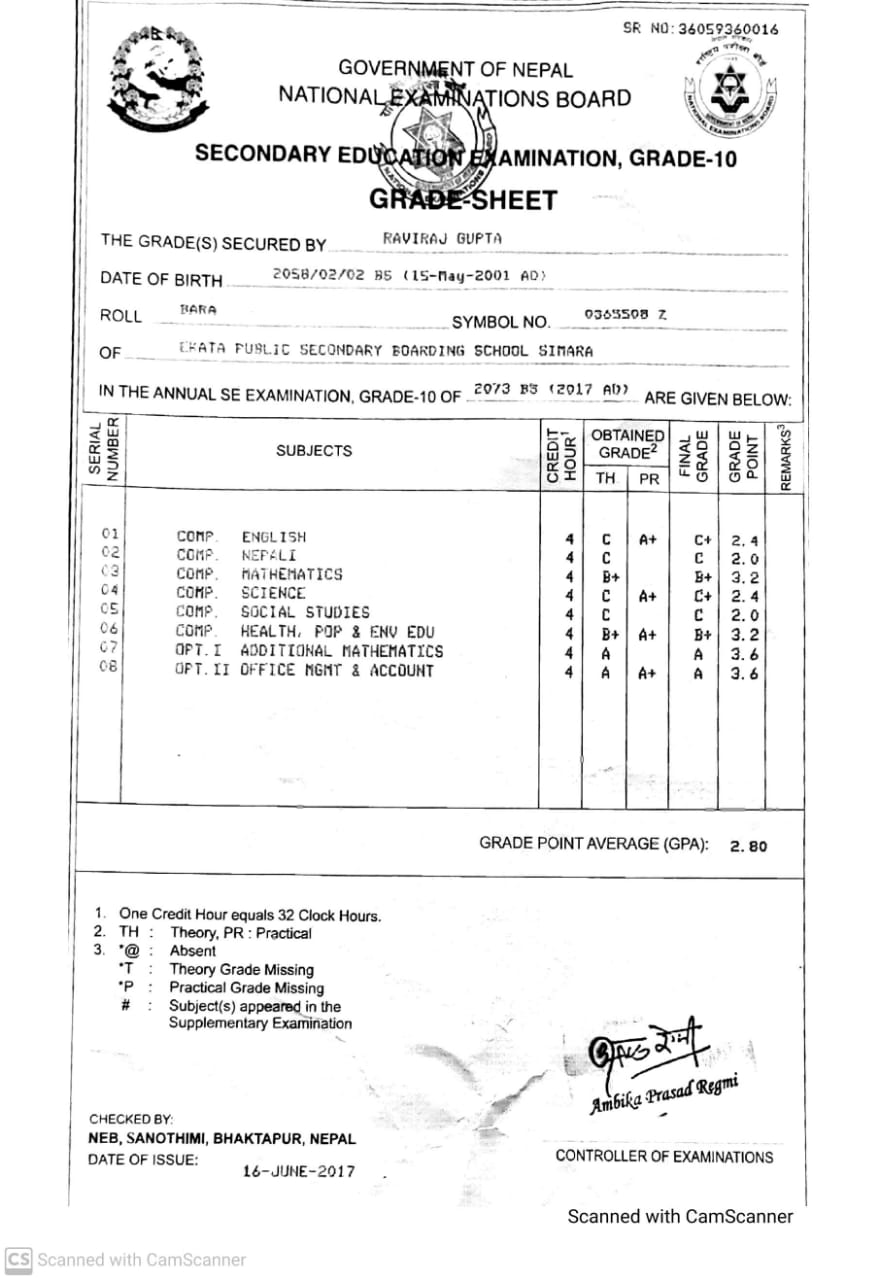 SR NO: 36059360016
GOVERNMENT OF NEPAL
NATIONAL EXAMINATIONS BOARD
SECONDARY EDUCATION EXAMINATION, GRADE-10
GRADE-SHEET
THE GRADE(S) SECURED BY RAVIRAJ GUPTA
DATE OF BIRTH 2058/02/02 BS (15-May-2001 AD)
ROLL BARA SYMBOL NO. 0365508 Z
OF EKATA PUBLIC SECONDARY BOARDING SCHOOL SIMARA
IN THE ANNUAL SE EXAMINATION, GRADE-10 OF 2073 BS (2017 AD) ARE GIVEN BELOW:
SERIAL NUMBER SUBJECTS CREDIT HOUR¹ OBTAINED GRADE² FINAL GRADE GRADE POINT REMARKS³
TH PR
01 COMP. ENGLISH 4 C A+ C+ 2.4
02 COMP. NEPALI 4 C C 2.0
03 COMP. MATHEMATICS 4 B+ B+ 3.2
04 COMP. SCIENCE 4 C A+ C+ 2.4
05 COMP. SOCIAL STUDIES 4 C C 2.0
06 COMP. HEALTH, POP & ENV EDU 4 B+ A+ B+ 3.2
07 OPT.I ADDITIONAL MATHEMATICS 4 A A 3.6
08 OPT.II OFFICE MGMT & ACCOUNT 4 A A+ A 3.6
GRADE POINT AVERAGE (GPA): 2.80
1. One Credit Hour equals 32 Clock Hours.
2. TH : Theory, PR : Practical
3. *@ : Absent
*T : Theory Grade Missing
*P : Practical Grade Missing
# : Subject(s) appeared in the
Supplementary Examination
Ambika Prasad Regmi
CHECKED BY:
NEB, SANOTHIMI, BHAKTAPUR, NEPAL
DATE OF ISSUE: 16-JUNE-2017
CONTROLLER OF EXAMINATIONS
Scanned with CamScanner
CS Scanned with CamScanner